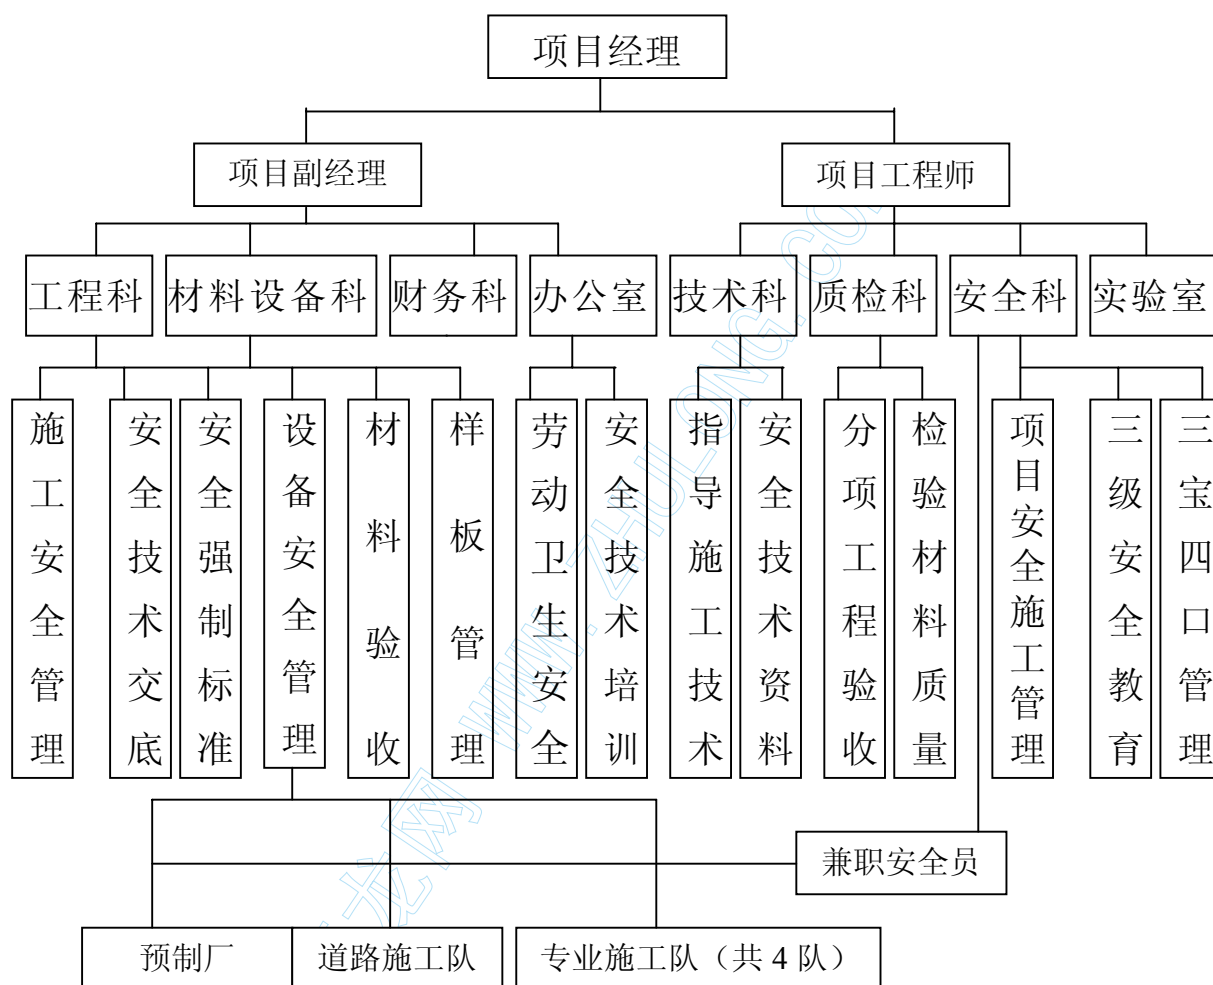 项目经理
项目副经理
项目工程师
工程科
材料设备科
财务科
办公室
技术科
质检科
安全科
实验室
施工安全管理
安全技术交底
安全强制标准
设备安全管理
材料验收
样板管理
劳动卫生安全
安全技术培训
指导施工技术
安全技术资料
分项工程验收
检验材料质量
项目安全施工管理
三级安全教育
三宝四口管理
兼职安全员
预制厂
道路施工队
专业施工队（共4队）
龙网 WWW.ZHULONG.COM